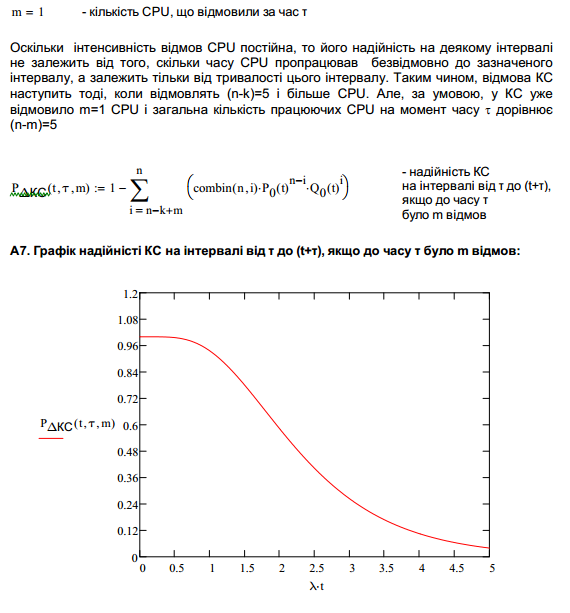 m = 1 - кількість CPU, що відмовили за час τ
Оскільки інтенсивність відмов CPU постійна, то його надійність на деякому інтервалі
не залежить від того, скільки часу CPU пропрацював безвідмовно до зазначеного
інтервалу, а залежить тільки від тривалості цього інтервалу. Таким чином, відмова КС
наступить тоді, коли відмовлять (n-k)=5 і більше CPU. Але, за умовою, у КС уже
відмовило m=1 CPU і загальна кількість працюючих CPU на момент часу τ дорівнює
(n-m)=5
P_ΔКС(t,τ,m) := 1 − ∑_{i = n−k+m}^{n} (combin(n,i)·P_0(t)^{n−i}·Q_0(t)^i)
- надійність КС
на інтервалі від τ до (t+τ),
якщо до часу τ
було m відмов
А7. Графік надійності КС на інтервалі від τ до (t+τ), якщо до часу τ було m відмов:
1.2
1.08
0.96
0.84
0.72
P_ΔКС(t,τ,m) 0.6
0.48
0.36
0.24
0.12
0
0 0.5 1 1.5 2 2.5 3 3.5 4 4.5 5
λ·t